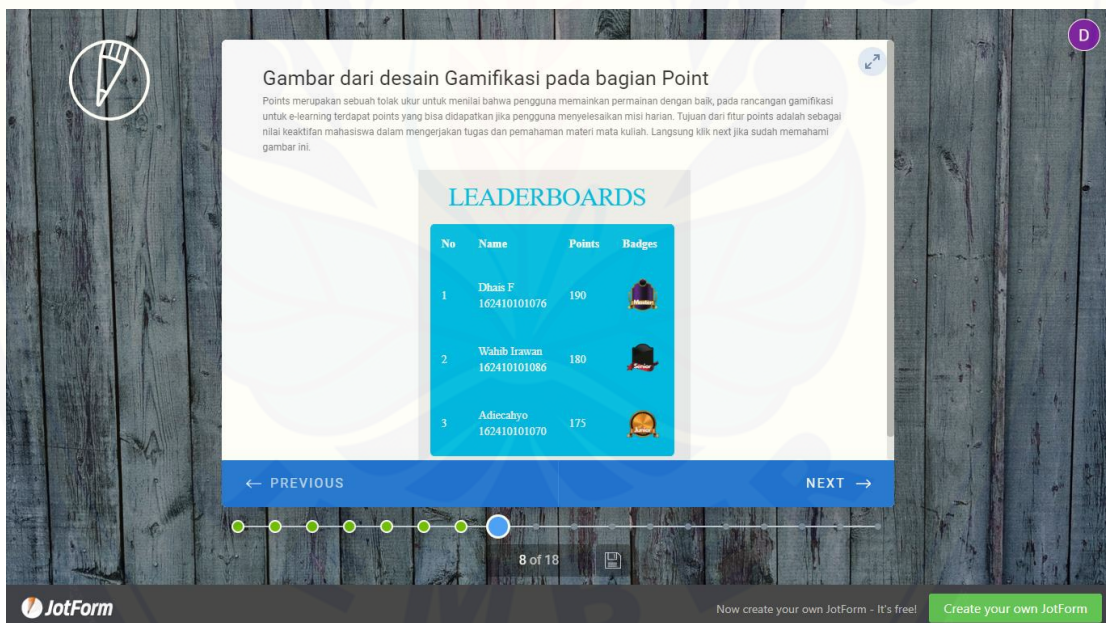 D
Gambar dari desain Gamifikasi pada bagian Point
Points merupakan sebuah tolak ukur untuk menilai bahwa pengguna memainkan permainan dengan baik, pada rancangan gamifikasi
untuk e-learning terdapat points yang bisa didapatkan jika pengguna menyelesaikan misi harian. Tujuan dari fitur points adalah sebagai
nilai keaktifan mahasiswa dalam mengerjakan tugas dan pemahaman materi mata kuliah. Langsung klik next jika sudah memahami
gambar ini.
LEADERBOARDS
No Name Points Badges
1 Dhais F 190 Master
162410101076
2 Wahib Irawan 180 Senior
162410101086
3 Adiecahyo 175
162410101070
← PREVIOUS NEXT →
8 of 18
JotForm Now create your own JotForm - It's free! Create your own JotForm